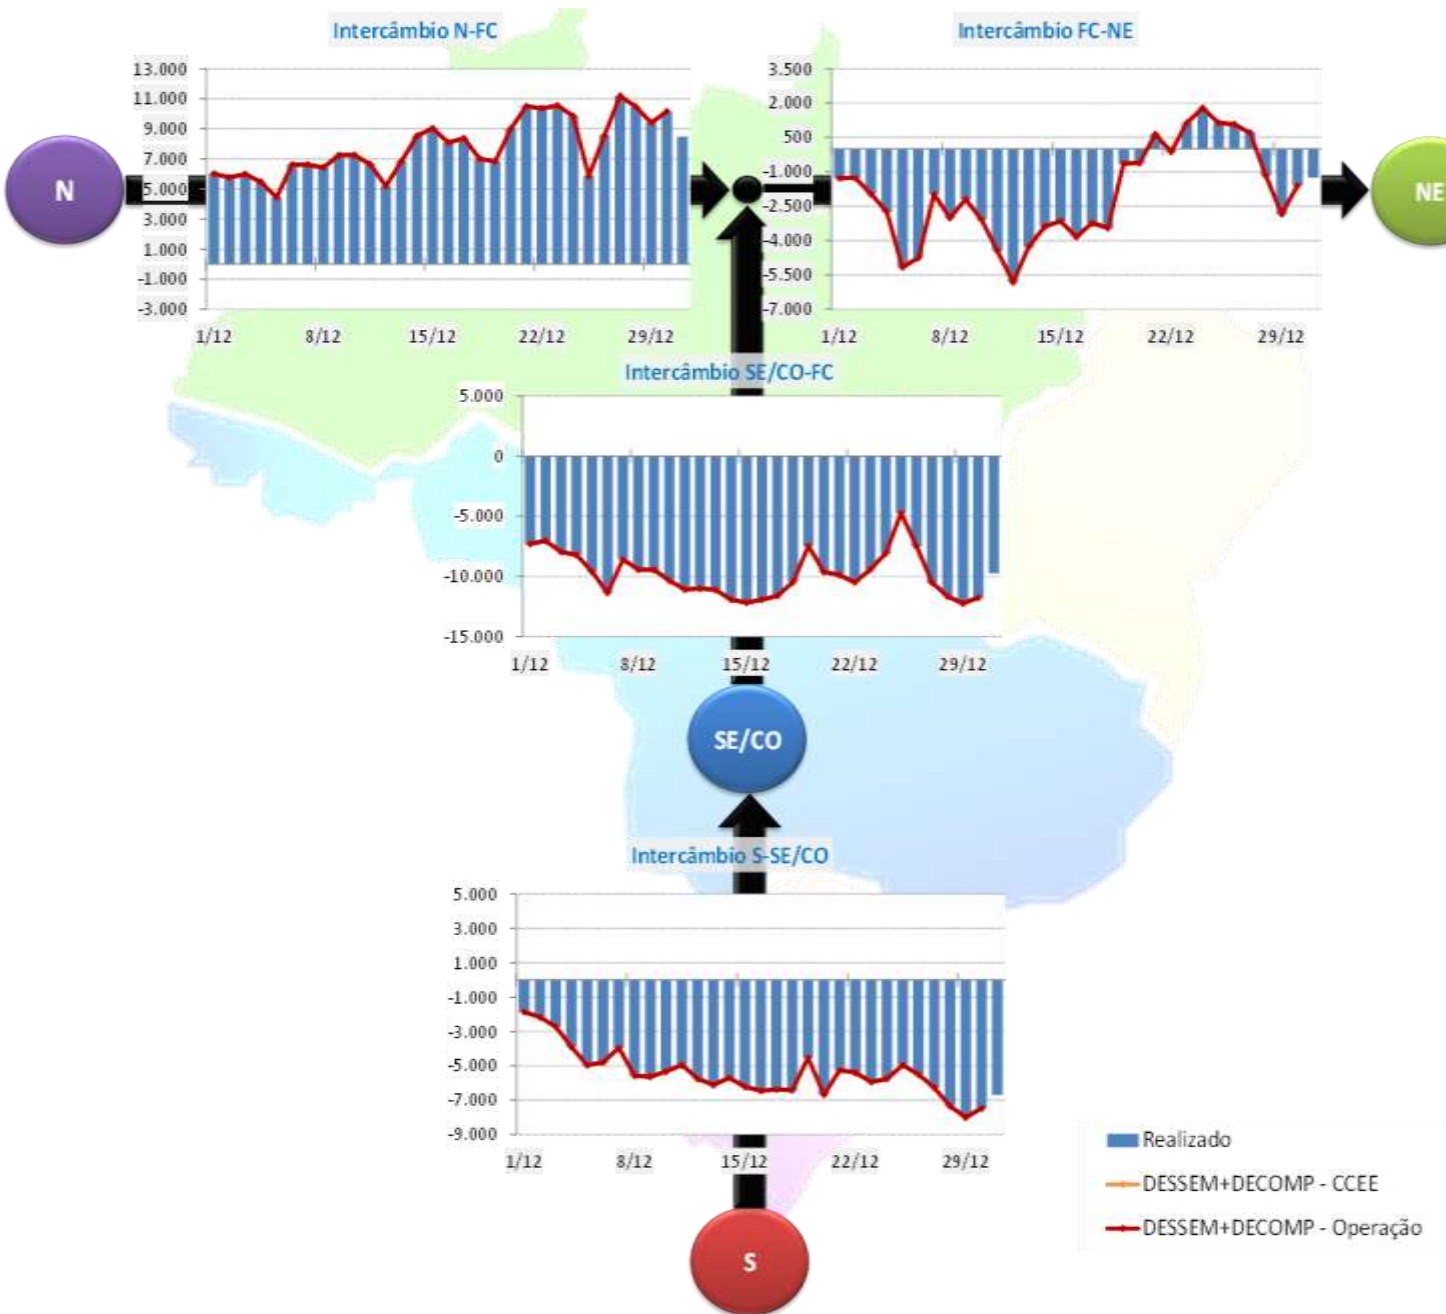 Intercâmbio N-FC
Intercâmbio FC-NE
13.000
11.000
9.000
7.000
5.000
3.000
1.000
-1.000
-3.000
1/12 8/12 15/12 22/12 29/12
3.500
2.000
500
-1.000
-2.500
-4.000
-5.500
-7.000
1/12 8/12 15/12 22/12 29/12
N
NE
Intercâmbio SE/CO-FC
5.000
0
-5.000
-10.000
-15.000
1/12 8/12 15/12 22/12 29/12
SE/CO
Intercâmbio S-SE/CO
5.000
3.000
1.000
-1.000
-3.000
-5.000
-7.000
-9.000
1/12 8/12 15/12 22/12 29/12
Realizado
DESSEM+DECOMP - CCEE
DESSEM+DECOMP - Operação
S